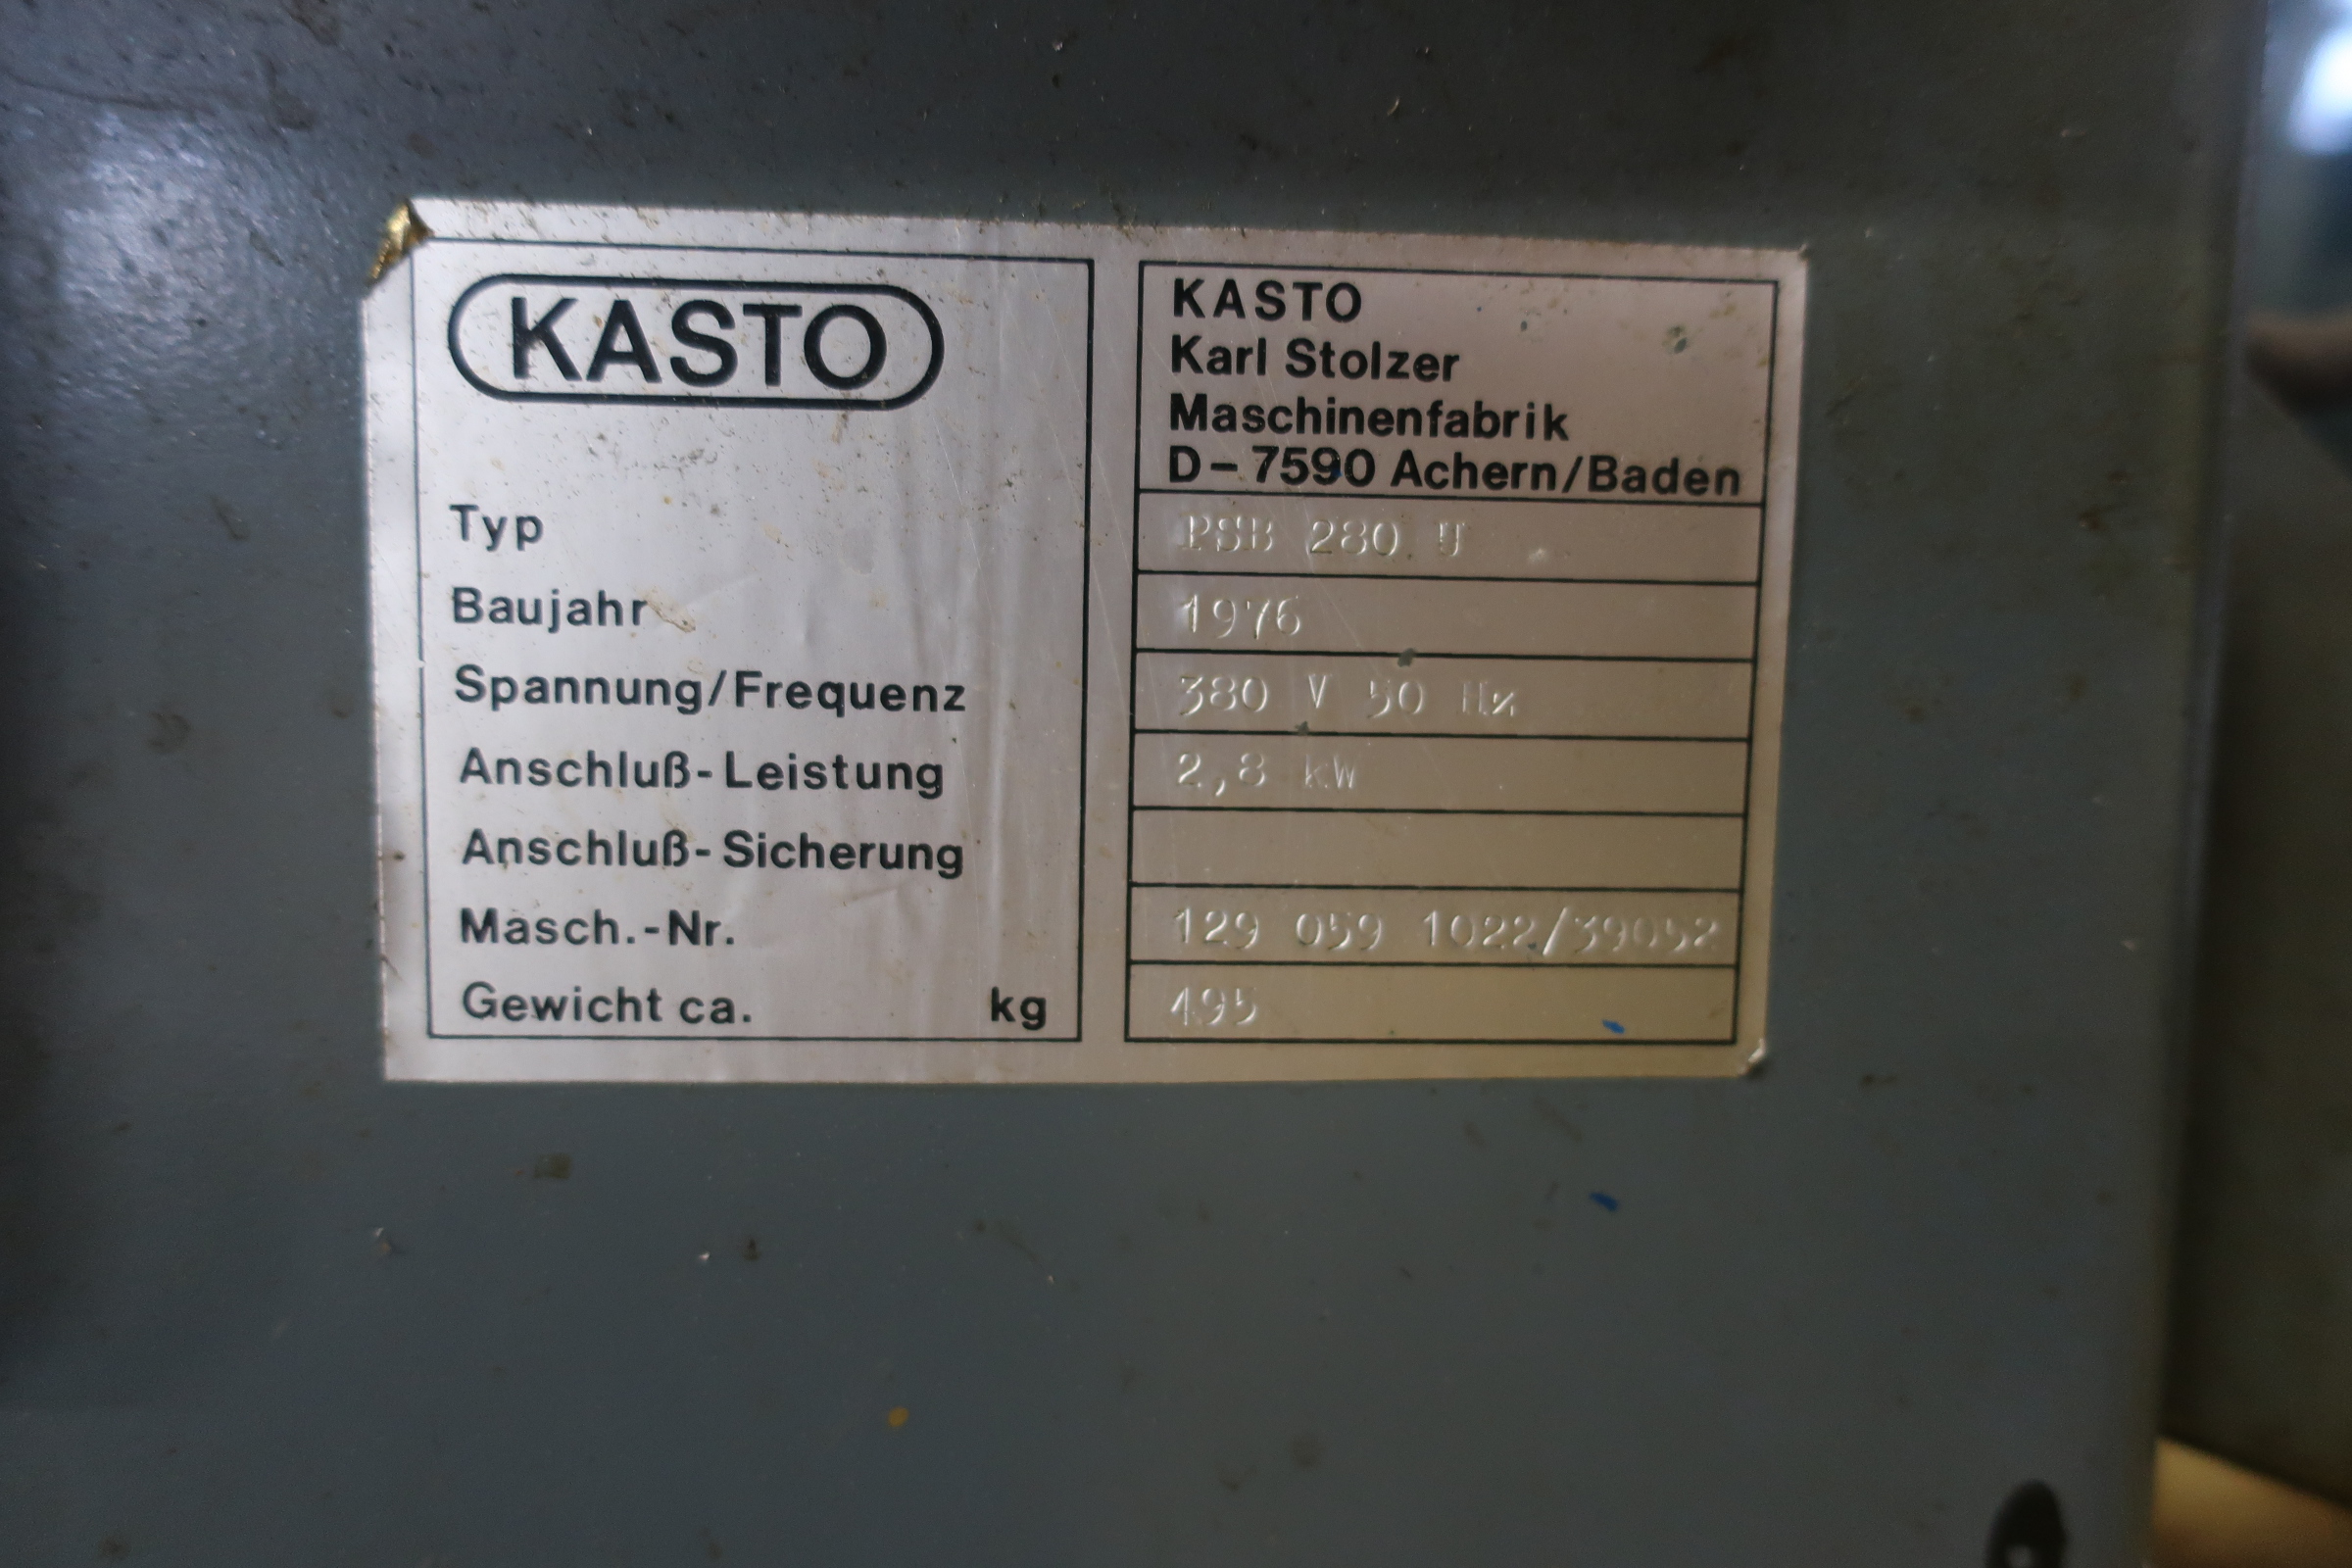 KASTO
KASTO
Karl Stolzer
Maschinenfabrik
D-7590 Achern/Baden
Typ PSB 280 U
Baujahr 1976
Spannung/Frequenz 380 V 50 Hz
Anschluß-Leistung 2,8 kW
Anschluß-Sicherung
Masch.-Nr. 129 059 1022/39052
Gewicht ca. kg 495